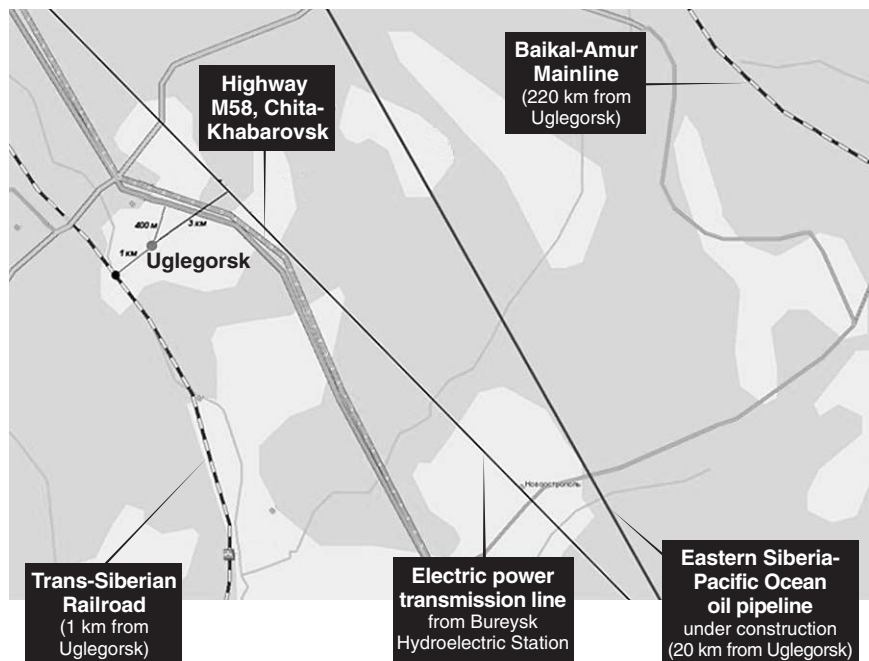 Baikal-Amur
Mainline
(220 km from
Uglegorsk)
Highway
M58, Chita-
Khabarovsk
400 м
3 км
1 км
Uglegorsk
Новоострополь
Trans-Siberian
Railroad
(1 km from
Uglegorsk)
Electric power
transmission line
from Bureysk
Hydroelectric Station
Eastern Siberia-
Pacific Ocean
oil pipeline
under construction
(20 km from Uglegorsk)